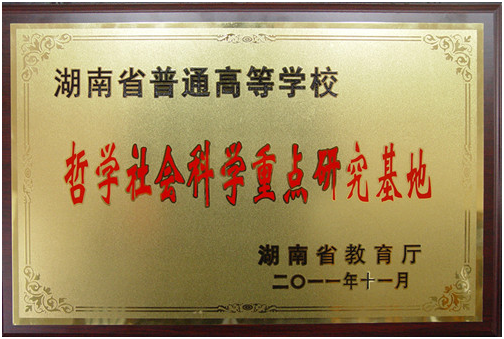 湖南省普通高等学校
哲学社会科学重点研究基地
湖南省教育厅
二〇一一年十一月